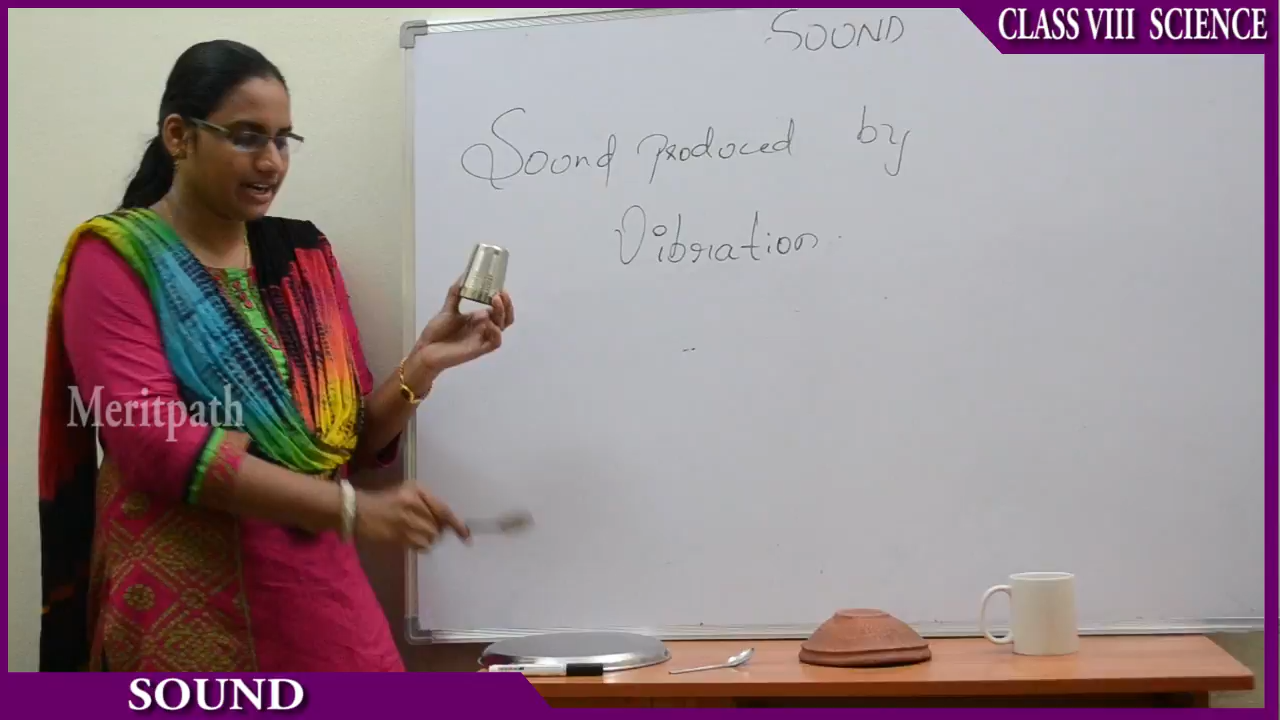 CLASS VIII SCIENCE
SOUND
Sound produced by
Vibration
Meritpath
SOUND